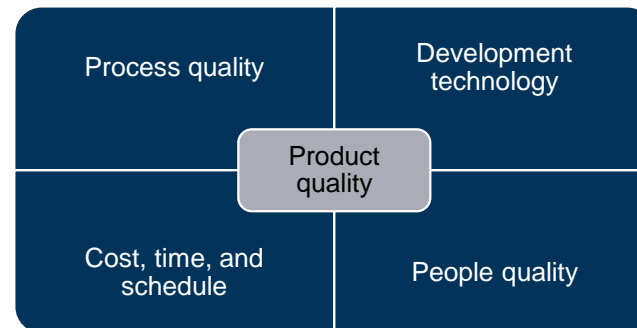 Process quality
Development
technology
Product
quality
Cost, time, and
schedule
People quality